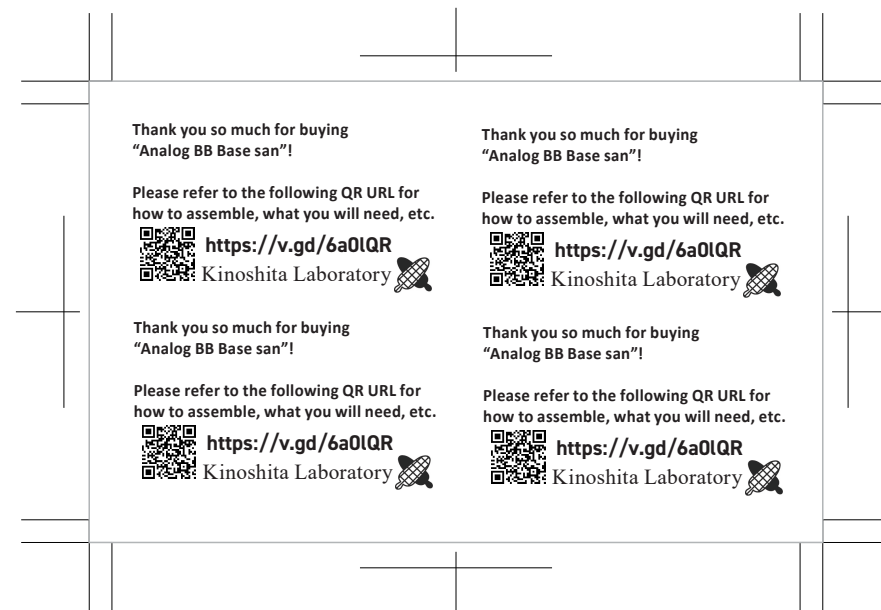 Thank you so much for buying
“Analog BB Base san”!
Please refer to the following QR URL for
how to assemble, what you will need, etc.
https://v.gd/6a0lQR
Kinoshita Laboratory
Thank you so much for buying
“Analog BB Base san”!
Please refer to the following QR URL for
how to assemble, what you will need, etc.
https://v.gd/6a0lQR
Kinoshita Laboratory
Thank you so much for buying
“Analog BB Base san”!
Please refer to the following QR URL for
how to assemble, what you will need, etc.
https://v.gd/6a0lQR
Kinoshita Laboratory
Thank you so much for buying
“Analog BB Base san”!
Please refer to the following QR URL for
how to assemble, what you will need, etc.
https://v.gd/6a0lQR
Kinoshita Laboratory